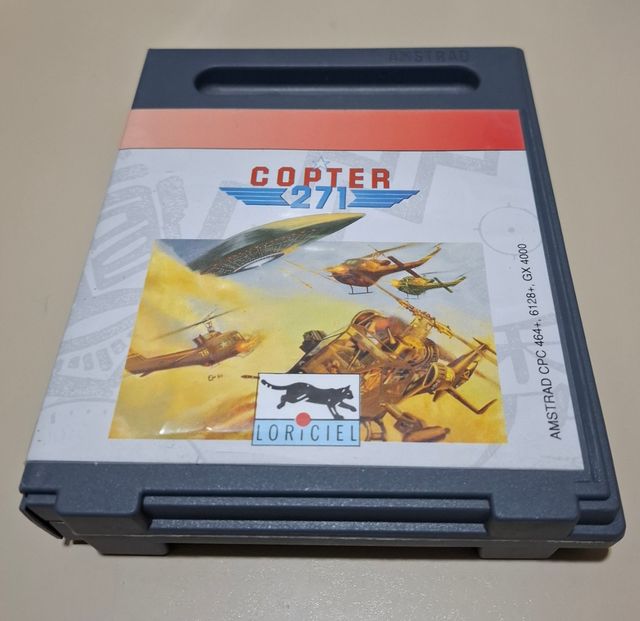 AMSTRAD
COPTER
271
LORICIEL
AMSTRAD CPC 464+, 6128+, GX 4000